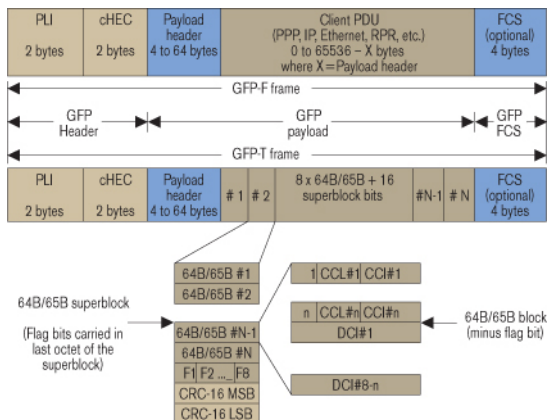 PLI
2 bytes
cHEC
2 bytes
Payload
header
4 to 64 bytes
Client PDU
(PPP, IP, Ethernet, RPR, etc.)
0 to 65536 – X bytes
where X=Payload header
FCS
(optional)
4 bytes
GFP-F frame
GFP
Header
GFP
payload
GFP
FCS
GFP-T frame
PLI
2 bytes
cHEC
2 bytes
Payload
header
4 to 64 bytes
# 1
# 2
8 x 64B/65B + 16
superblock bits
#N-1
# N
FCS
(optional)
4 bytes
64B/65B #1
64B/65B #2
64B/65B #N-1
64B/65B #N
F1 F2 ... F8
CRC-16 MSB
CRC-16 LSB
64B/65B superblock
(Flag bits carried in
last octet of the
superblock)
1 CCL#1 CCI#1
n CCL#n CCI#n
DCI#1
DCI#8-n
64B/65B block
(minus flag bit)